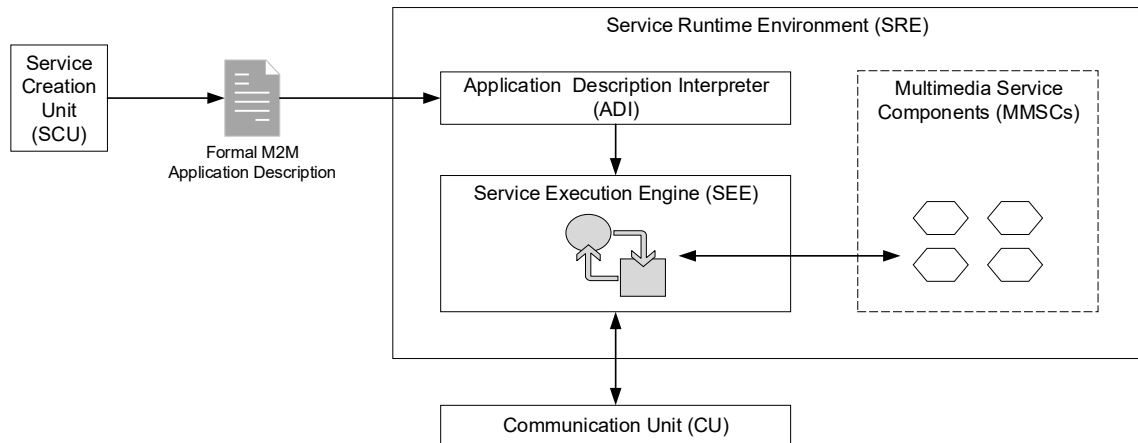 Service Runtime Environment (SRE)
Service
Creation
Unit
(SCU)
Formal M2M
Application Description
Application Description Interpreter
(ADI)
Multimedia Service
Components (MMSCs)
Service Execution Engine (SEE)
Communication Unit (CU)